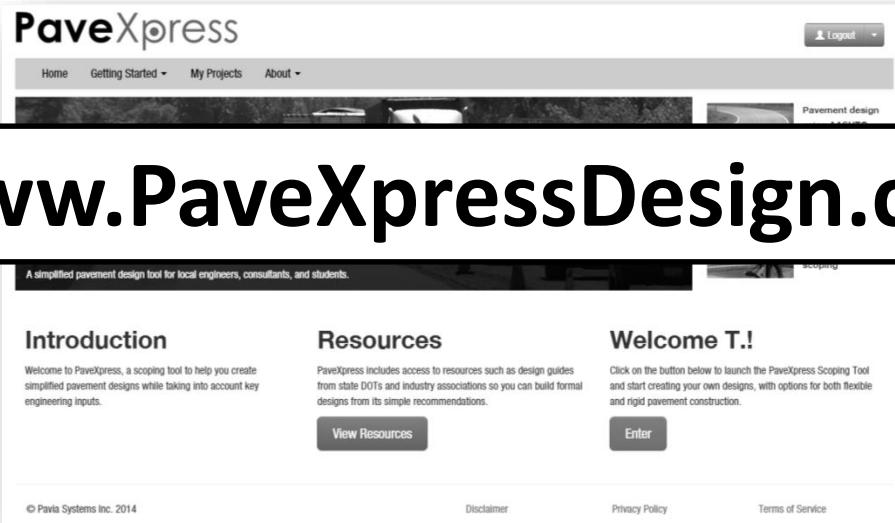 PaveXpress
Logout
Home Getting Started My Projects About
Pavement design
ww.PaveXpressDesign.c
A simplified pavement design tool for local engineers, consultants, and students.
scoping
Introduction
Welcome to PaveXpress, a scoping tool to help you create
simplified pavement designs while taking into account key
engineering inputs.
Resources
PaveXpress includes access to resources such as design guides
from state DOTs and industry associations so you can build formal
designs from its simple recommendations.
View Resources
Welcome T.!
Click on the button below to launch the PaveXpress Scoping Tool
and start creating your own designs, with options for both flexible
and rigid pavement construction.
Enter
© Pavia Systems Inc. 2014 Disclaimer Privacy Policy Terms of Service